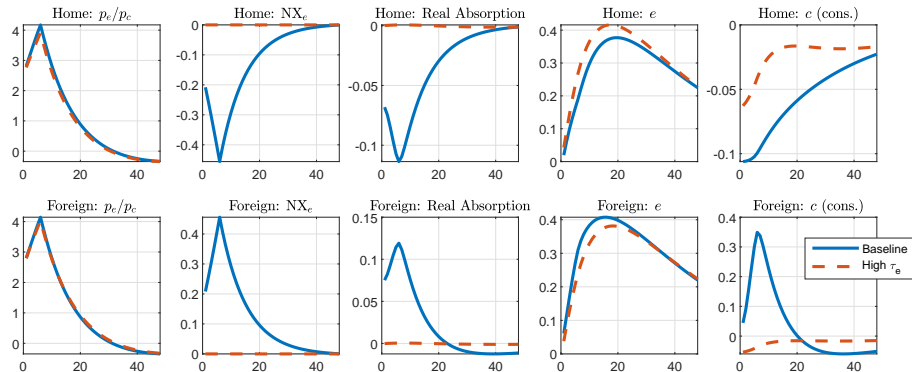 Home: p_e/p_c
Home: NX_e
Home: Real Absorption
Home: e
Home: c (cons.)
4
3
2
1
0
0 20 40
0
-0.1
-0.2
-0.3
-0.4
0 20 40
0
-0.05
-0.1
0 20 40
0.4
0.3
0.2
0.1
0
0 20 40
0
-0.05
-0.1
0 20 40
Foreign: p_e/p_c
Foreign: NX_e
Foreign: Real Absorption
Foreign: e
Foreign: c (cons.)
4
3
2
1
0
0 20 40
0.4
0.3
0.2
0.1
0
0 20 40
0.15
0.1
0.05
0
0 20 40
0.4
0.3
0.2
0.1
0
0 20 40
0.4
0.3
0.2
0.1
0
0 20 40
Baseline
High τ_e